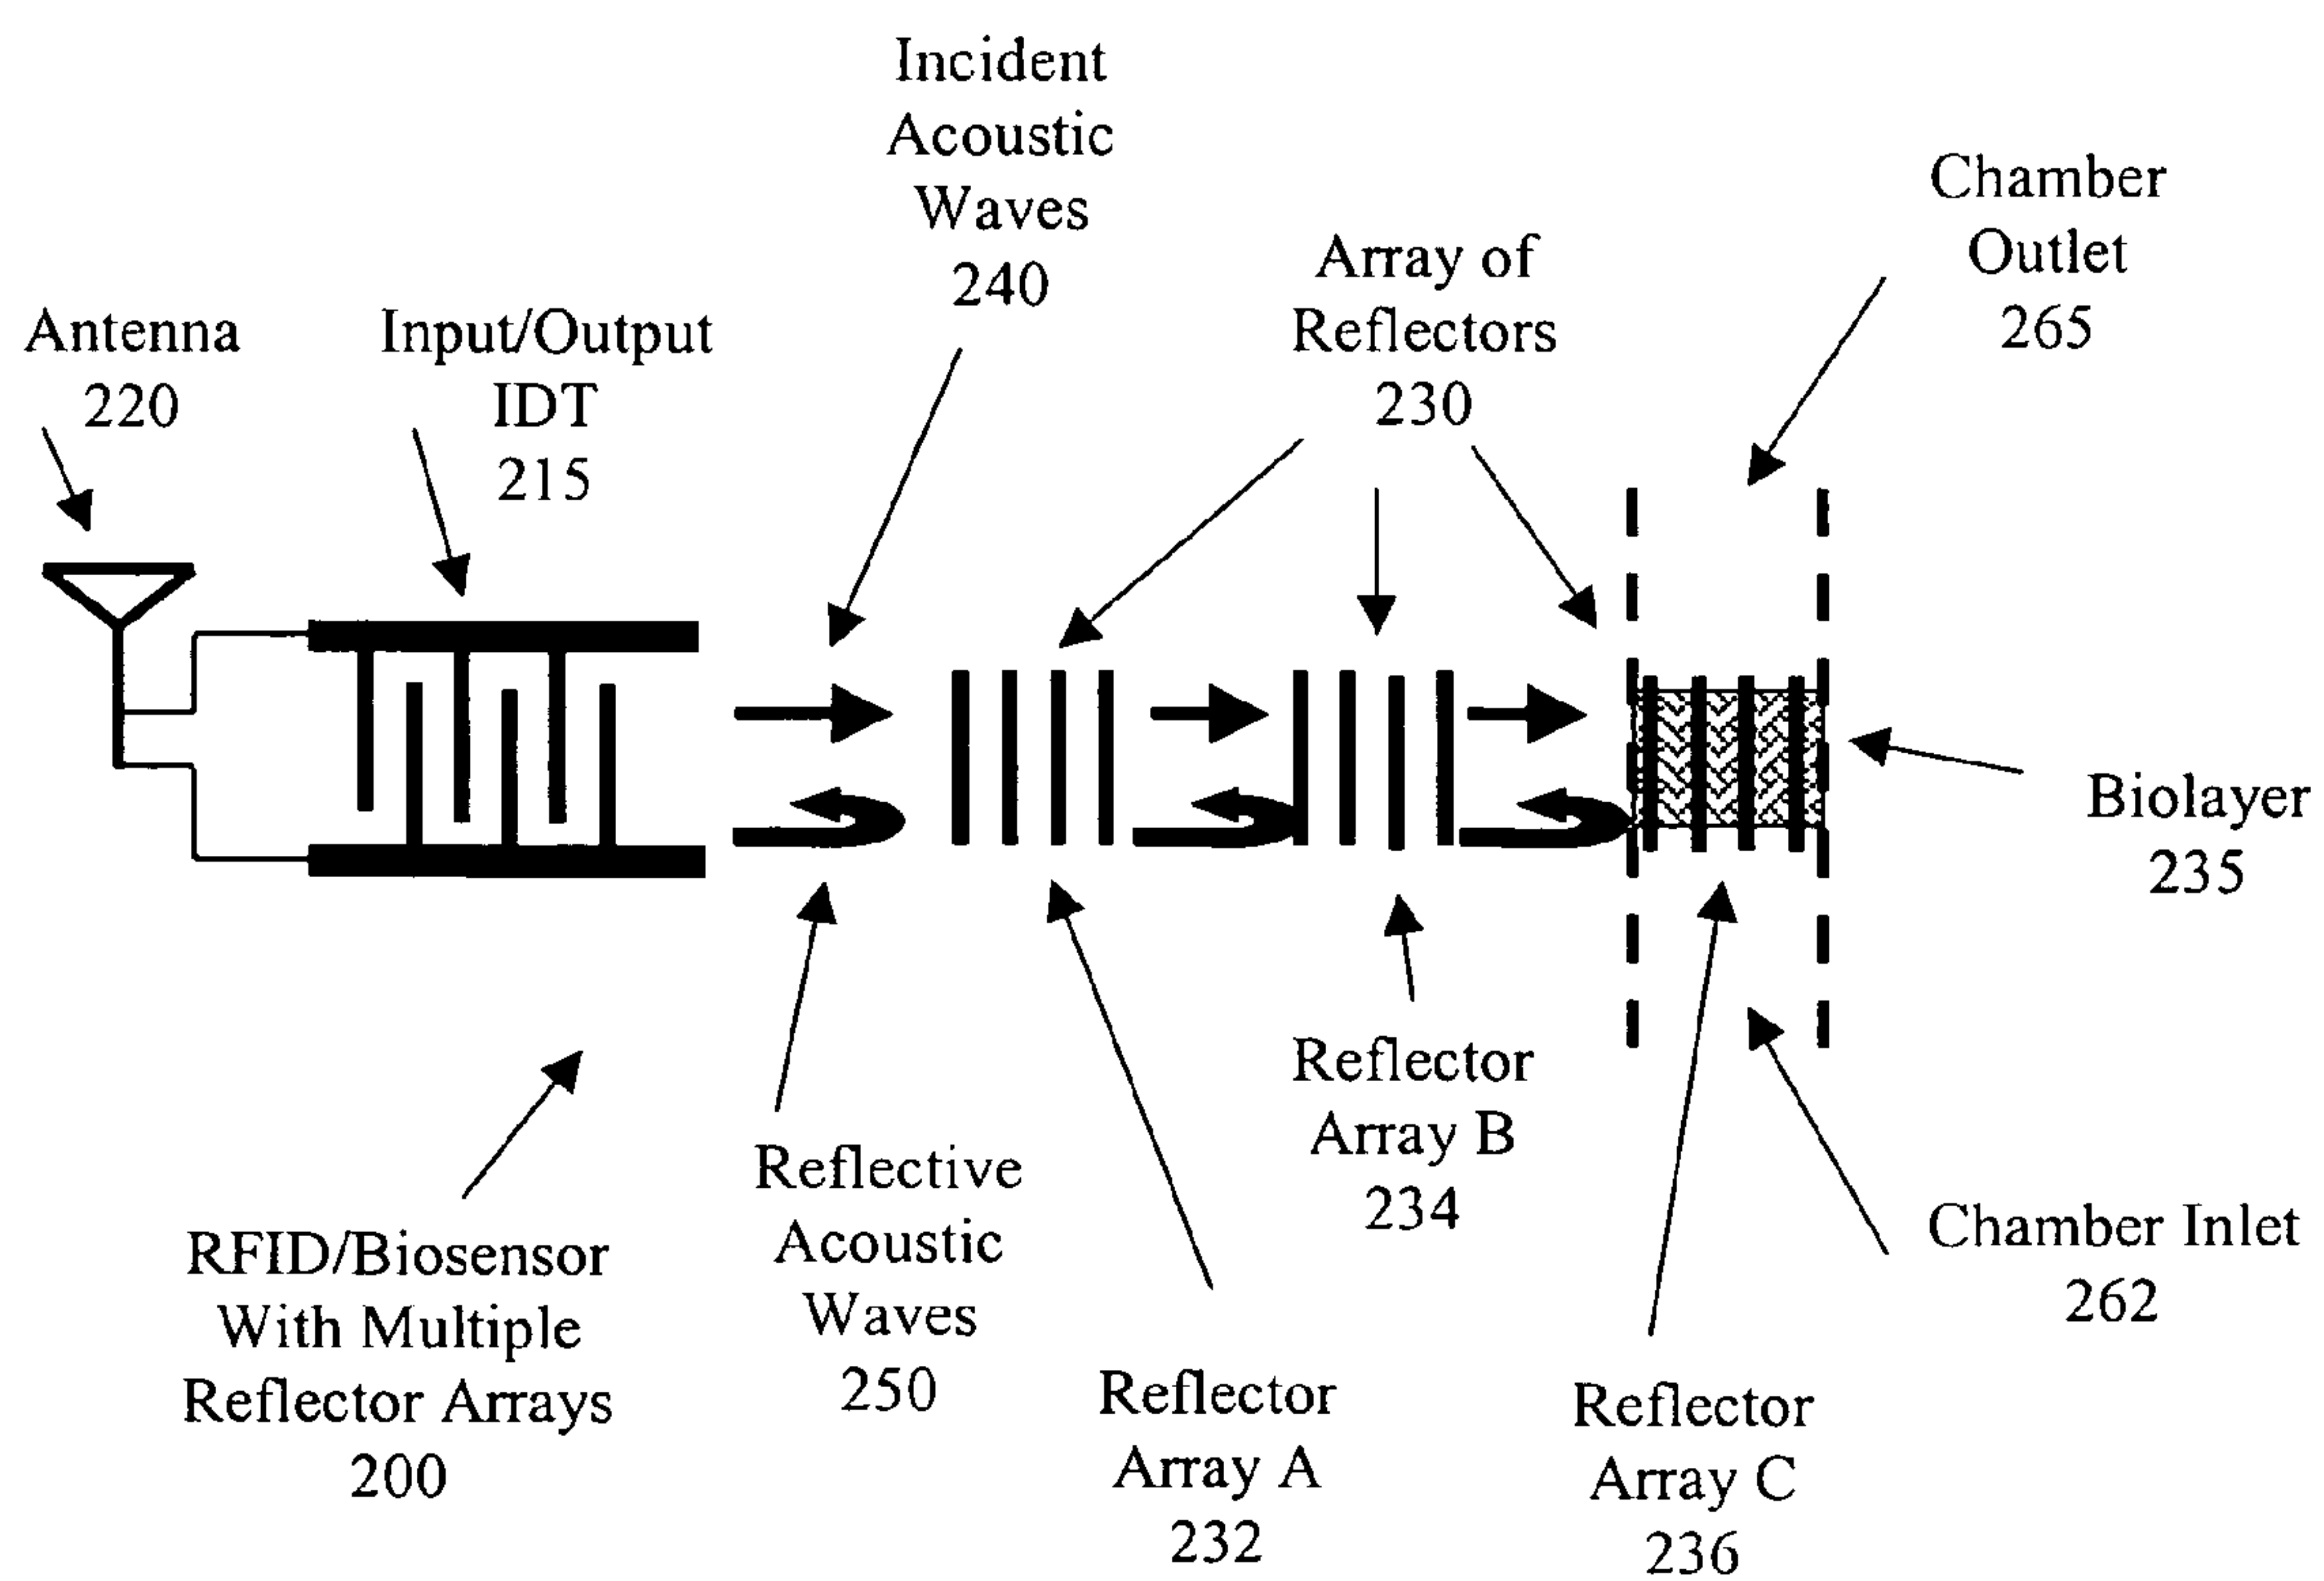 Incident
Acoustic
Waves
240
Chamber
Outlet
265
Array of
Reflectors
230
Antenna
220
Input/Output
IDT
215
Biolayer
235
Reflector
Array B
234
Reflective
Acoustic
Waves
250
Chamber Inlet
262
RFID/Biosensor
With Multiple
Reflector Arrays
200
Reflector
Array A
232
Reflector
Array C
236